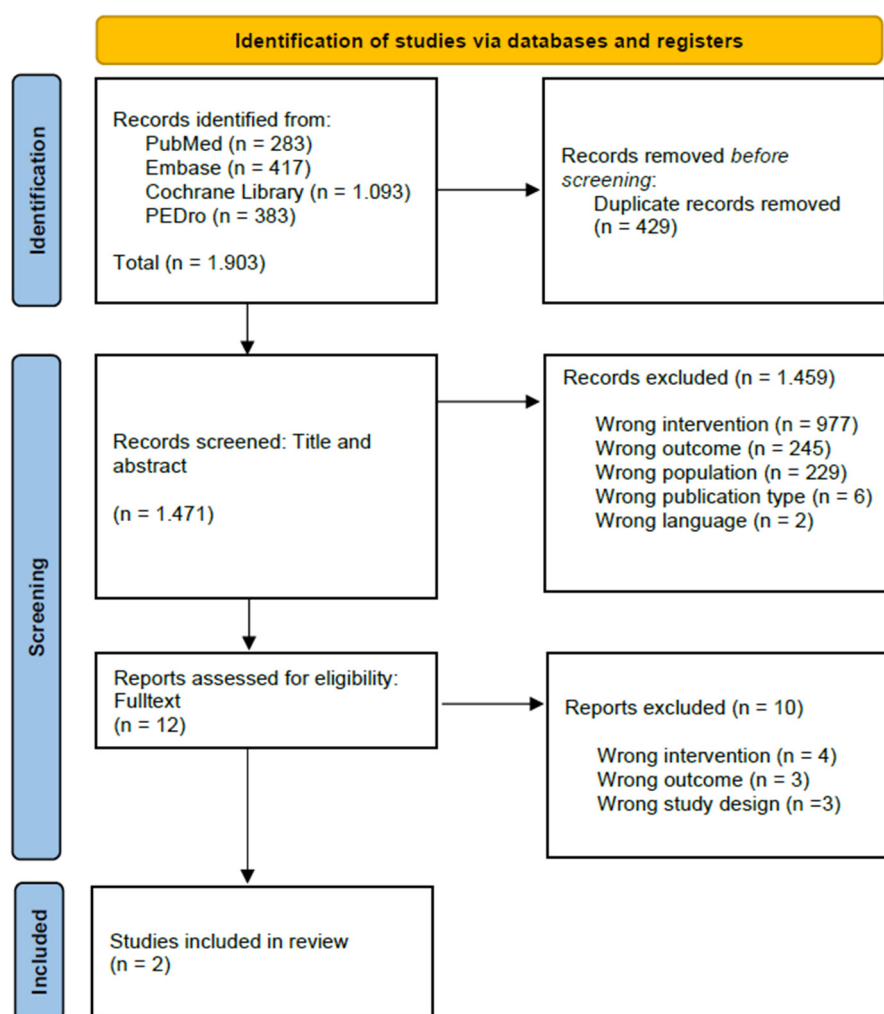 Identification of studies via databases and registers
Identification
Records identified from:
PubMed (n = 283)
Embase (n = 417)
Cochrane Library (n = 1.093)
PEDro (n = 383)
Total (n = 1.903)
Records removed before
screening:
Duplicate records removed
(n = 429)
Screening
Records screened: Title and
abstract
(n = 1.471)
Records excluded (n = 1.459)
Wrong intervention (n = 977)
Wrong outcome (n = 245)
Wrong population (n = 229)
Wrong publication type (n = 6)
Wrong language (n = 2)
Reports assessed for eligibility:
Fulltext
(n = 12)
Reports excluded (n = 10)
Wrong intervention (n = 4)
Wrong outcome (n = 3)
Wrong study design (n =3)
Included
Studies included in review
(n = 2)